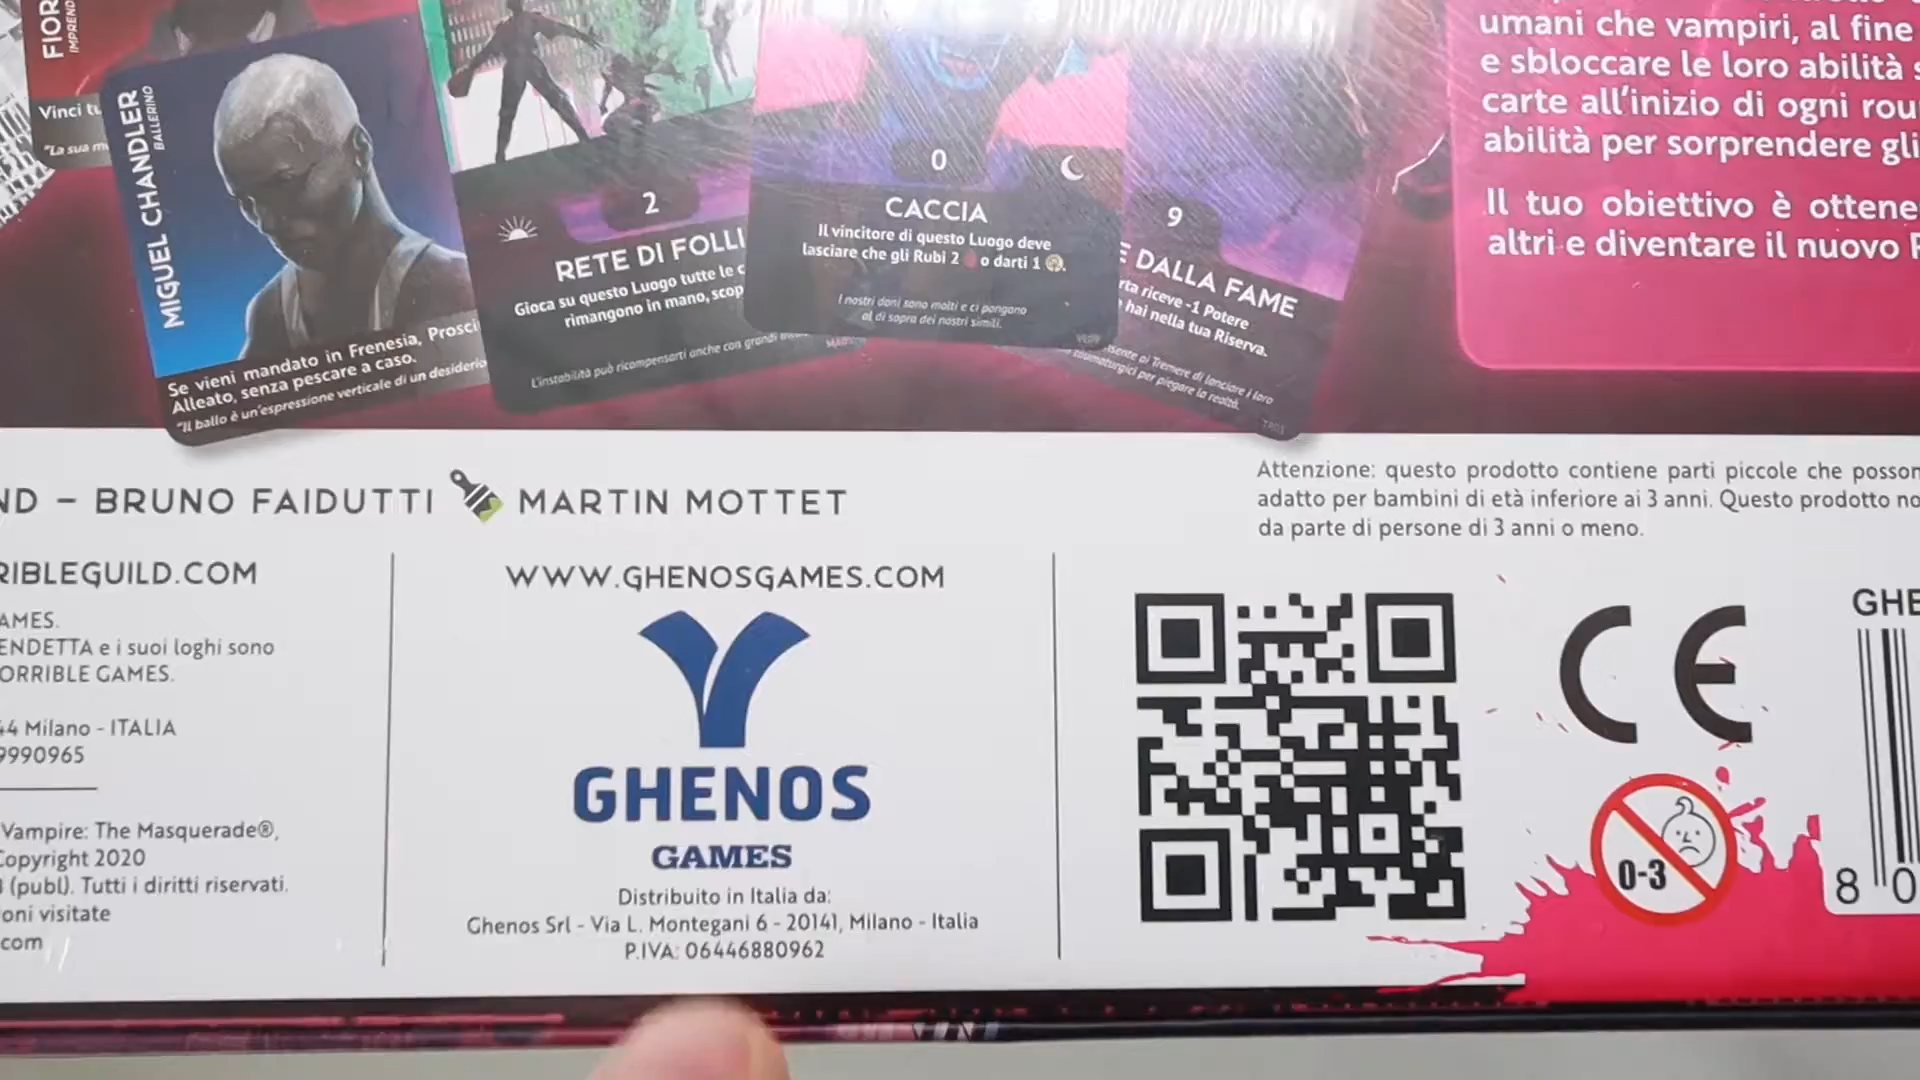 FIOR
IMPREND
Vinci tu
"La sua m
MIGUEL CHANDLER
BALLERINO
Se vieni mandato in Frenesia, Prosci
Alleato, senza pescare a caso.
"Il ballo è un'espressione verticale di un desiderio
2
RETE DI FOLLI
Gioca su questo Luogo tutte le c
rimangono in mano, scop
L'instabilità può ricompensarti anche con grandi
0
CACCIA
Il vincitore di questo Luogo deve
lasciare che gli Rubi 2 o darti 1 .
I nostri doni sono molti e ci pongono
al di sopra dei nostri simili.
9
E DALLA FAME
rta riceve -1 Potere
hai nella tua Riserva.
sente ai Tremere di lanciare i loro
taumaturgici per piegare la realtà.
umani che vampiri, al fine
e sbloccare le loro abilità s
carte all'inizio di ogni rou
abilità per sorprendere gli
Il tuo obiettivo è ottene
altri e diventare il nuovo P
ND – BRUNO FAIDUTTI MARTIN MOTTET
Attenzione: questo prodotto contiene parti piccole che posson
adatto per bambini di età inferiore ai 3 anni. Questo prodotto no
da parte di persone di 3 anni o meno.
RIBLEGUILD.COM
AMES.
ENDETTA e i suoi loghi sono
ORRIBLE GAMES.
44 Milano - ITALIA
9990965
Vampire: The Masquerade®,
Copyright 2020
(publ). Tutti i diritti riservati.
oni visitate
.com
WWW.GHENOSGAMES.COM
GHENOS
GAMES
Distribuito in Italia da:
Ghenos Srl - Via L. Montegani 6 - 20141, Milano - Italia
P.IVA: 06446880962
CE
0-3
GHE
8 0